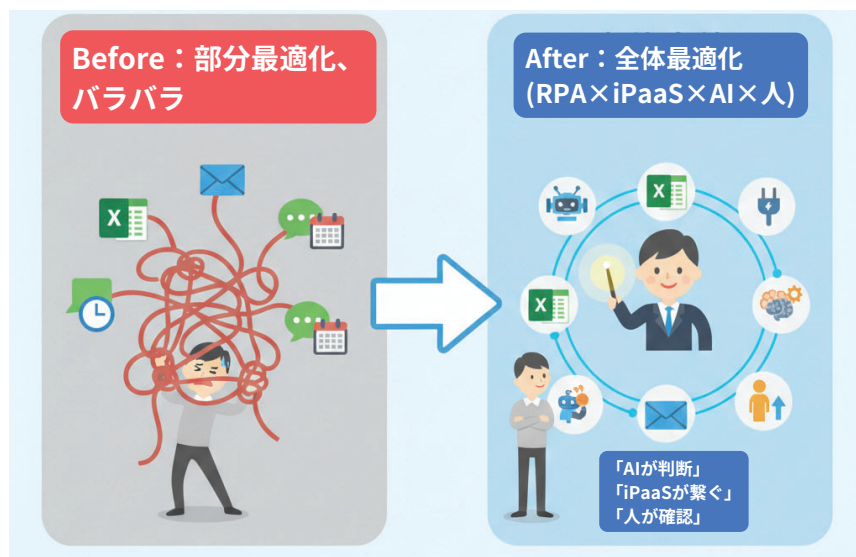 Before：部分最適化、
バラバラ
After：全体最適化
(RPA×iPaaS×AI×人)
X
X
X
「AIが判断」
「iPaaSが繋ぐ」
「人が確認」